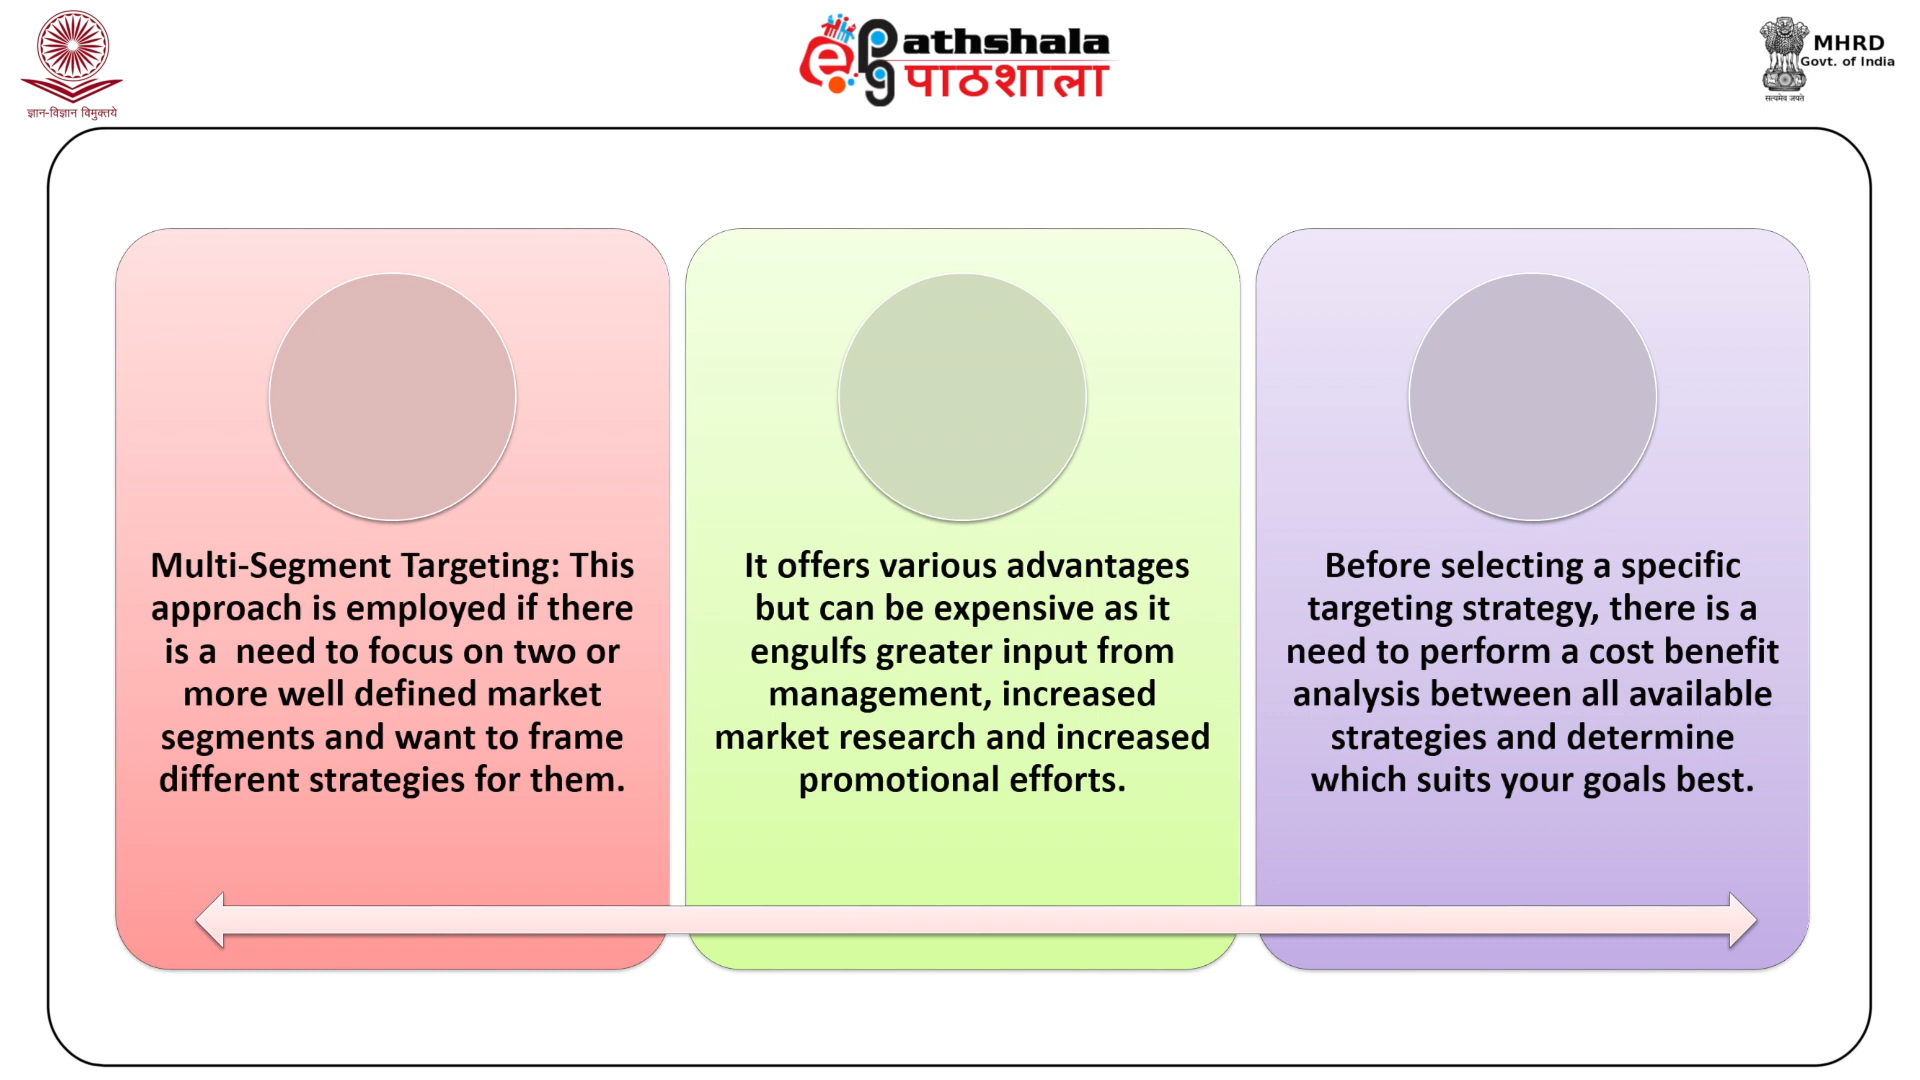 ज्ञान-विज्ञान विमुक्तये
e
pg
athshala
पाठशाला
MHRD
Govt. of India
सत्यमेव जयते
Multi-Segment Targeting: This
approach is employed if there
is a  need to focus on two or
more well defined market
segments and want to frame
different strategies for them.
It offers various advantages
but can be expensive as it
engulfs greater input from
management, increased
market research and increased
promotional efforts.
Before selecting a specific
targeting strategy, there is a
need to perform a cost benefit
analysis between all available
strategies and determine
which suits your goals best.